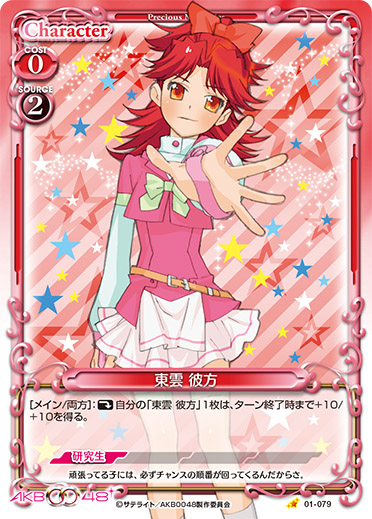 Precious
Character
COST
0
SOURCE
2
東雲 彼方
[メイン/両方]: 自分の「東雲 彼方」1枚は、ターン終了時まで+10/
+10を得る。
研究生
頑張ってる子には、必ずチャンスの順番が回ってくるんだからさ。
AKB0048
©サテライト／AKB0048製作委員会
01-079